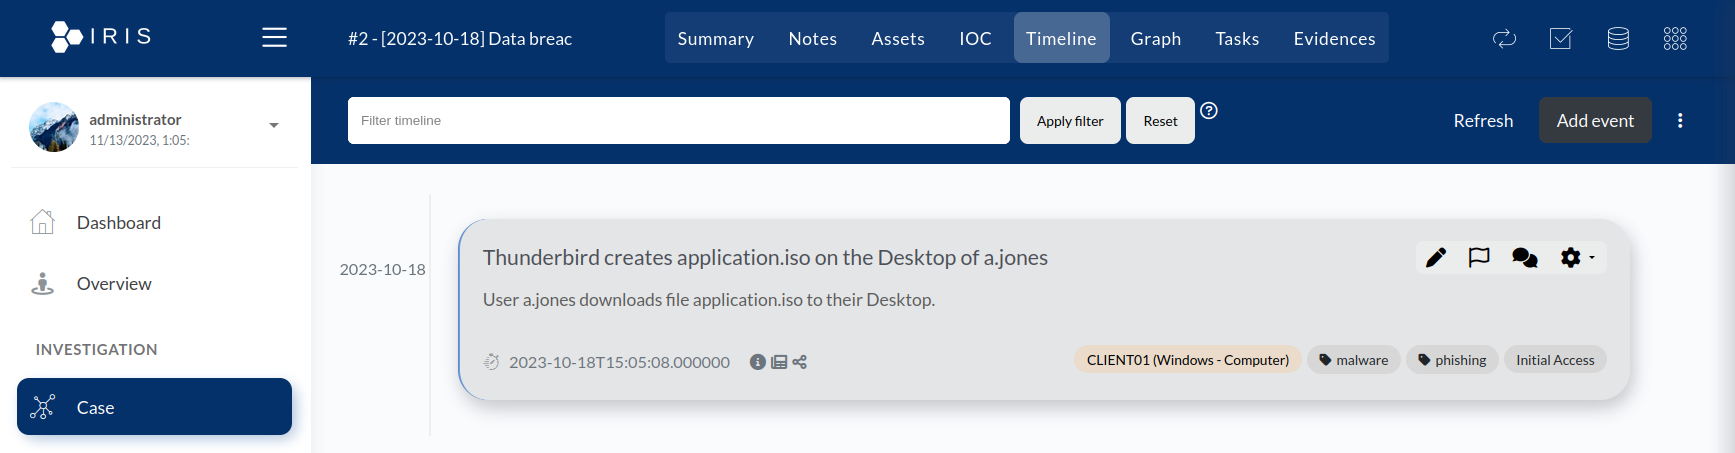 IRIS
#2 - [2023-10-18] Data breac
Summary Notes Assets IOC Timeline Graph Tasks Evidences
administrator
11/13/2023, 1:05:
Filter timeline
Apply filter
Reset
Refresh
Add event
Dashboard
Overview
INVESTIGATION
Case
2023-10-18
Thunderbird creates application.iso on the Desktop of a.jones
User a.jones downloads file application.iso to their Desktop.
2023-10-18T15:05:08.000000
CLIENT01 (Windows - Computer) malware phishing Initial Access